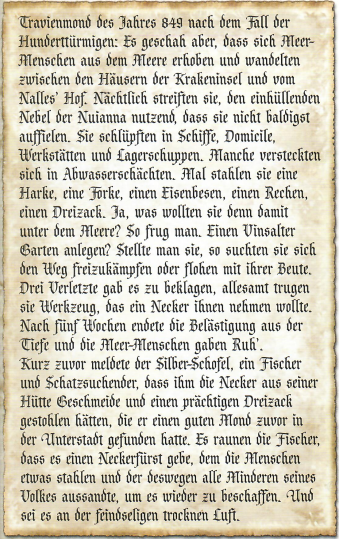 Travienmond des Jahres 849 nach dem Fall der
Hunderttürmigen: Es geschah aber, dass sich Meer-
Menschen aus dem Meere erhoben und wandelten
zwischen den Häusern der Krakeninsel und vom
Nalles' Hof. Nächtlich streiften sie, den einhüllenden
Nebel der Nuianna nutzend, dass sie nicht baldigst
auffielen. Sie schlüpften in Schiffe, Domicile,
Werkstätten und Lagerschuppen. Manche versteckten
sich in Abwasserschächten. Mal stahlen sie eine
Harke, eine Forke, einen Eisenbesen, einen Rechen,
einen Dreizack. Ja, was wollten sie denn damit
unter dem Meere? So frug man. Einen Vinsalter
Garten anlegen? Stellte man sie, so suchten sie sich
den Weg freizukämpfen oder flohen mit ihrer Beute.
Drei Verletzte gab es zu beklagen, allesamt trugen
sie Werkzeug, das ein Necker ihnen nehmen wollte.
Nach fünf Wochen endete die Belästigung aus der
Tiefe und die Meer-Menschen gaben Ruh'.
Kurz zuvor meldete der Silber-Schofel, ein Fischer
und Schatzsuchender, dass ihm die Necker aus seiner
Hütte Geschmeide und einen prächtigen Dreizack
gestohlen hätten, die er einen guten Mond zuvor in
der Unterstadt gefunden hatte. Es raunen die Fischer,
dass es einen Neckerfürst gebe, dem die Menschen
etwas stahlen und der deswegen alle Minderen seines
Volkes aussandte, um es wieder zu beschaffen. Und
sei es an der feindseligen trocknen Luft.